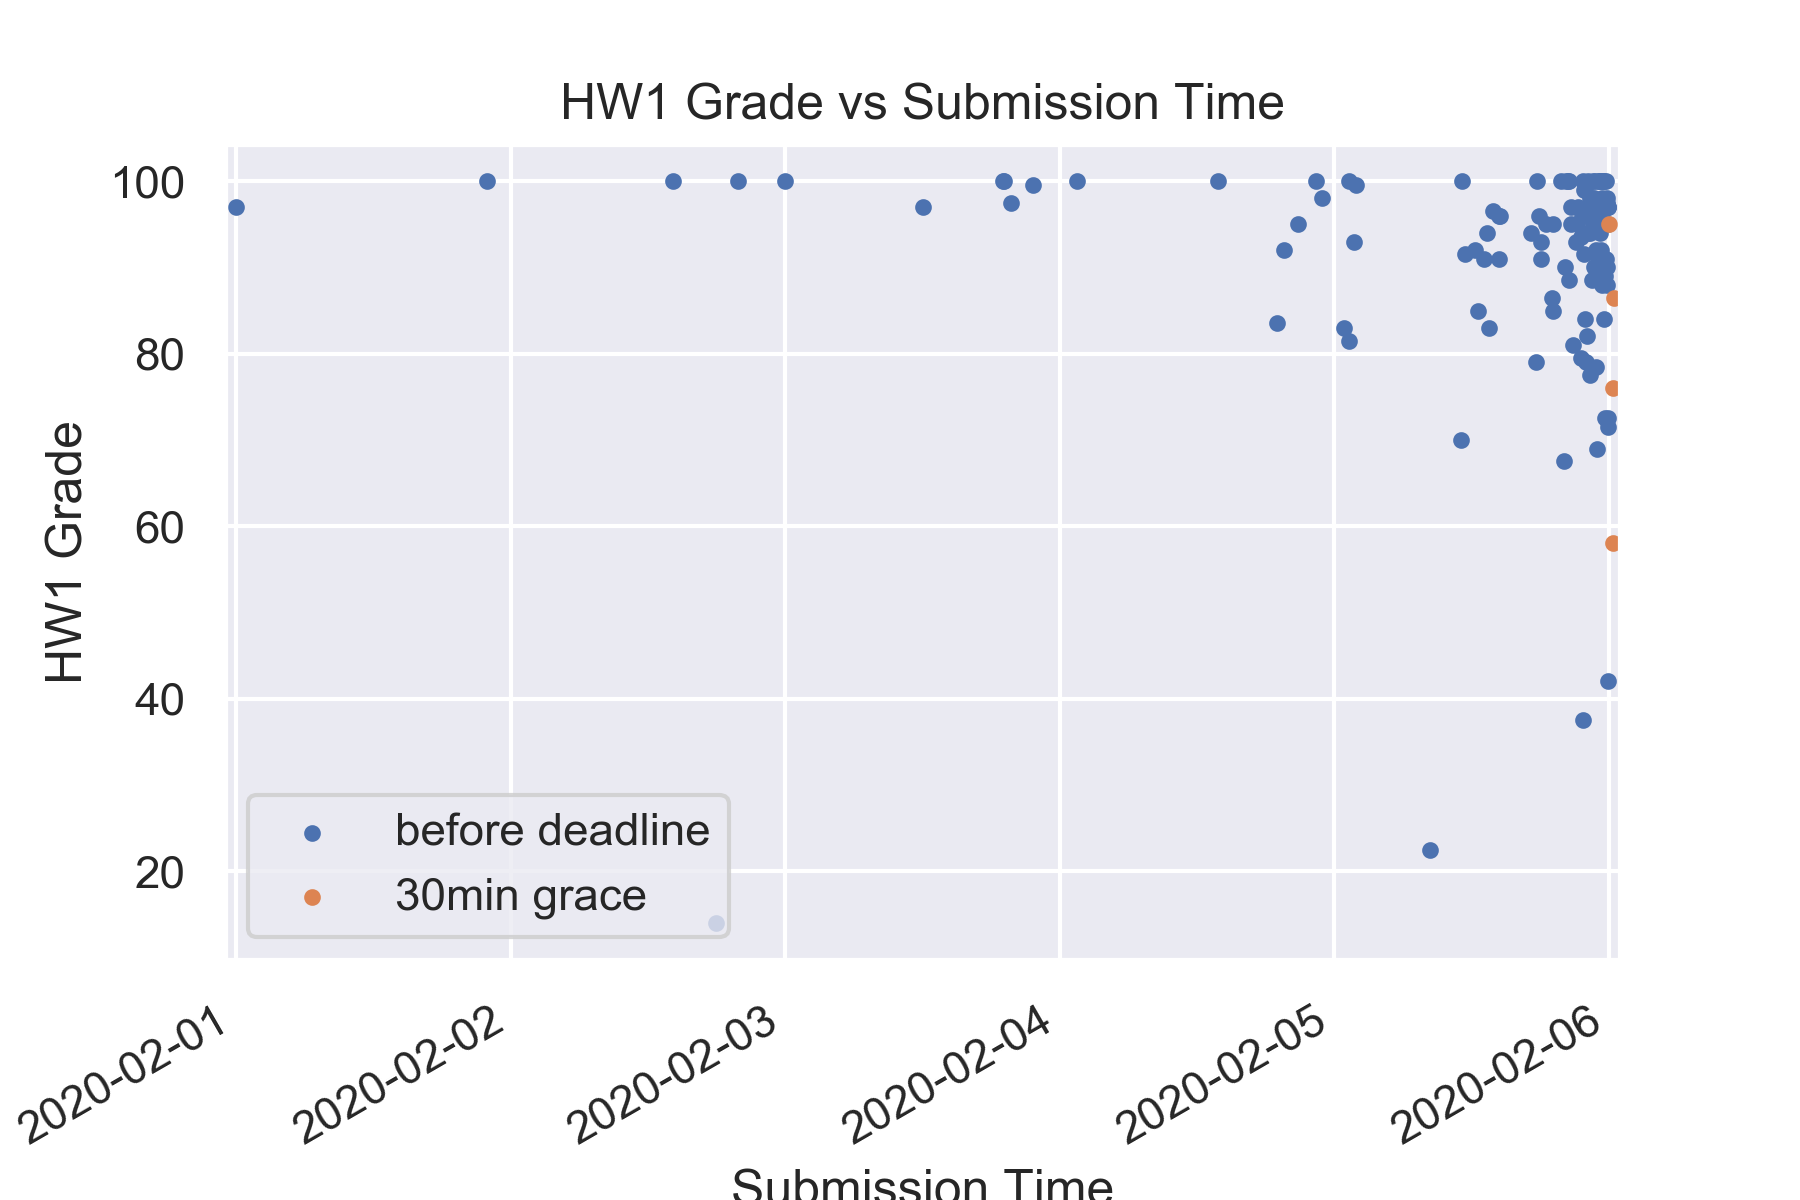 HW1 Grade vs Submission Time
100
80
60
40
20
HW1 Grade
before deadline
30min grace
2020-02-01
2020-02-02
2020-02-03
2020-02-04
2020-02-05
2020-02-06
Submission Time